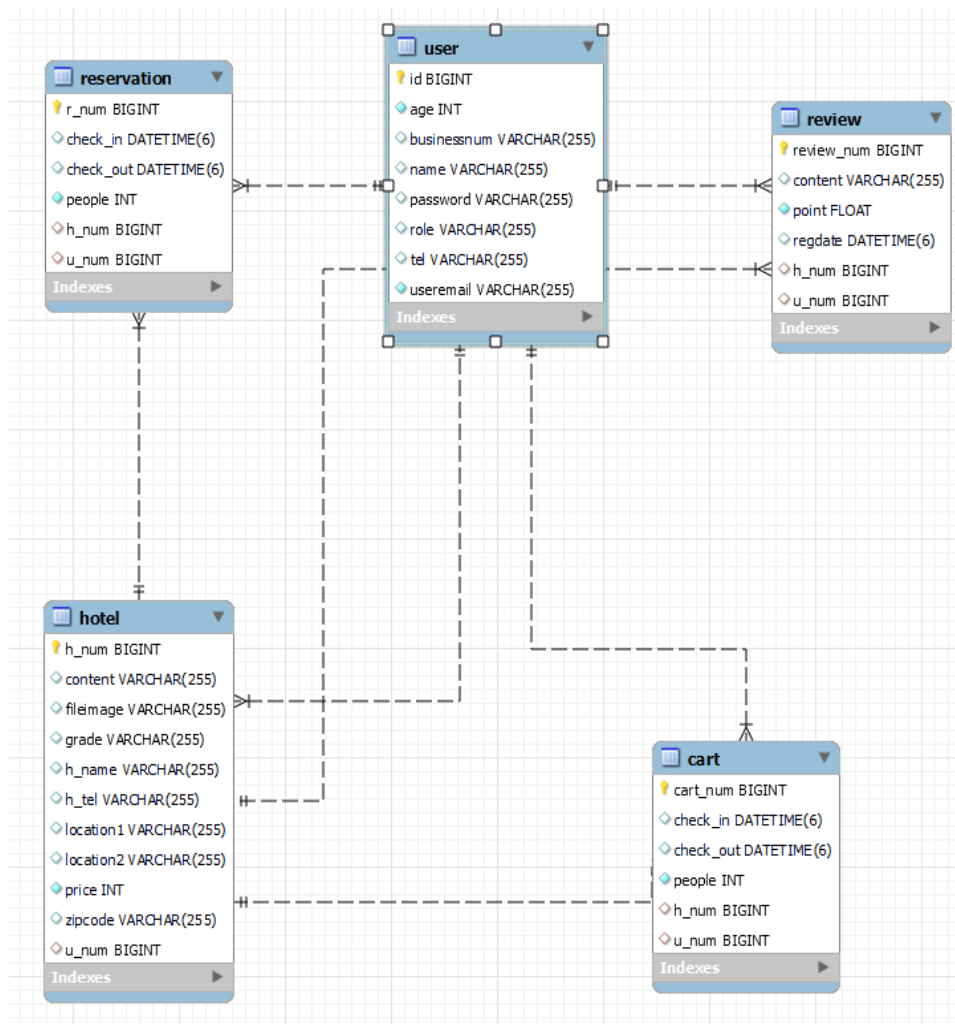 user
id BIGINT
age INT
businessnum VARCHAR(255)
name VARCHAR(255)
password VARCHAR(255)
role VARCHAR(255)
tel VARCHAR(255)
useremail VARCHAR(255)
Indexes
reservation
r_num BIGINT
check_in DATETIME(6)
check_out DATETIME(6)
people INT
h_num BIGINT
u_num BIGINT
Indexes
review
review_num BIGINT
content VARCHAR(255)
point FLOAT
regdate DATETIME(6)
h_num BIGINT
u_num BIGINT
Indexes
hotel
h_num BIGINT
content VARCHAR(255)
fileimage VARCHAR(255)
grade VARCHAR(255)
h_name VARCHAR(255)
h_tel VARCHAR(255)
location1 VARCHAR(255)
location2 VARCHAR(255)
price INT
zipcode VARCHAR(255)
u_num BIGINT
Indexes
cart
cart_num BIGINT
check_in DATETIME(6)
check_out DATETIME(6)
people INT
h_num BIGINT
u_num BIGINT
Indexes